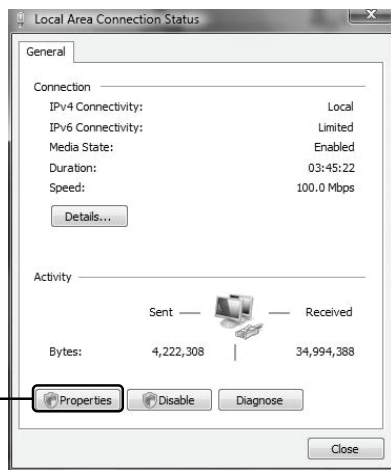 Local Area Connection Status
General
Connection
IPv4 Connectivity: Local
IPv6 Connectivity: Limited
Media State: Enabled
Duration: 03:45:22
Speed: 100.0 Mbps
Details...
Activity
Sent Received
Bytes: 4,222,308 34,994,388
Properties Disable Diagnose
Close